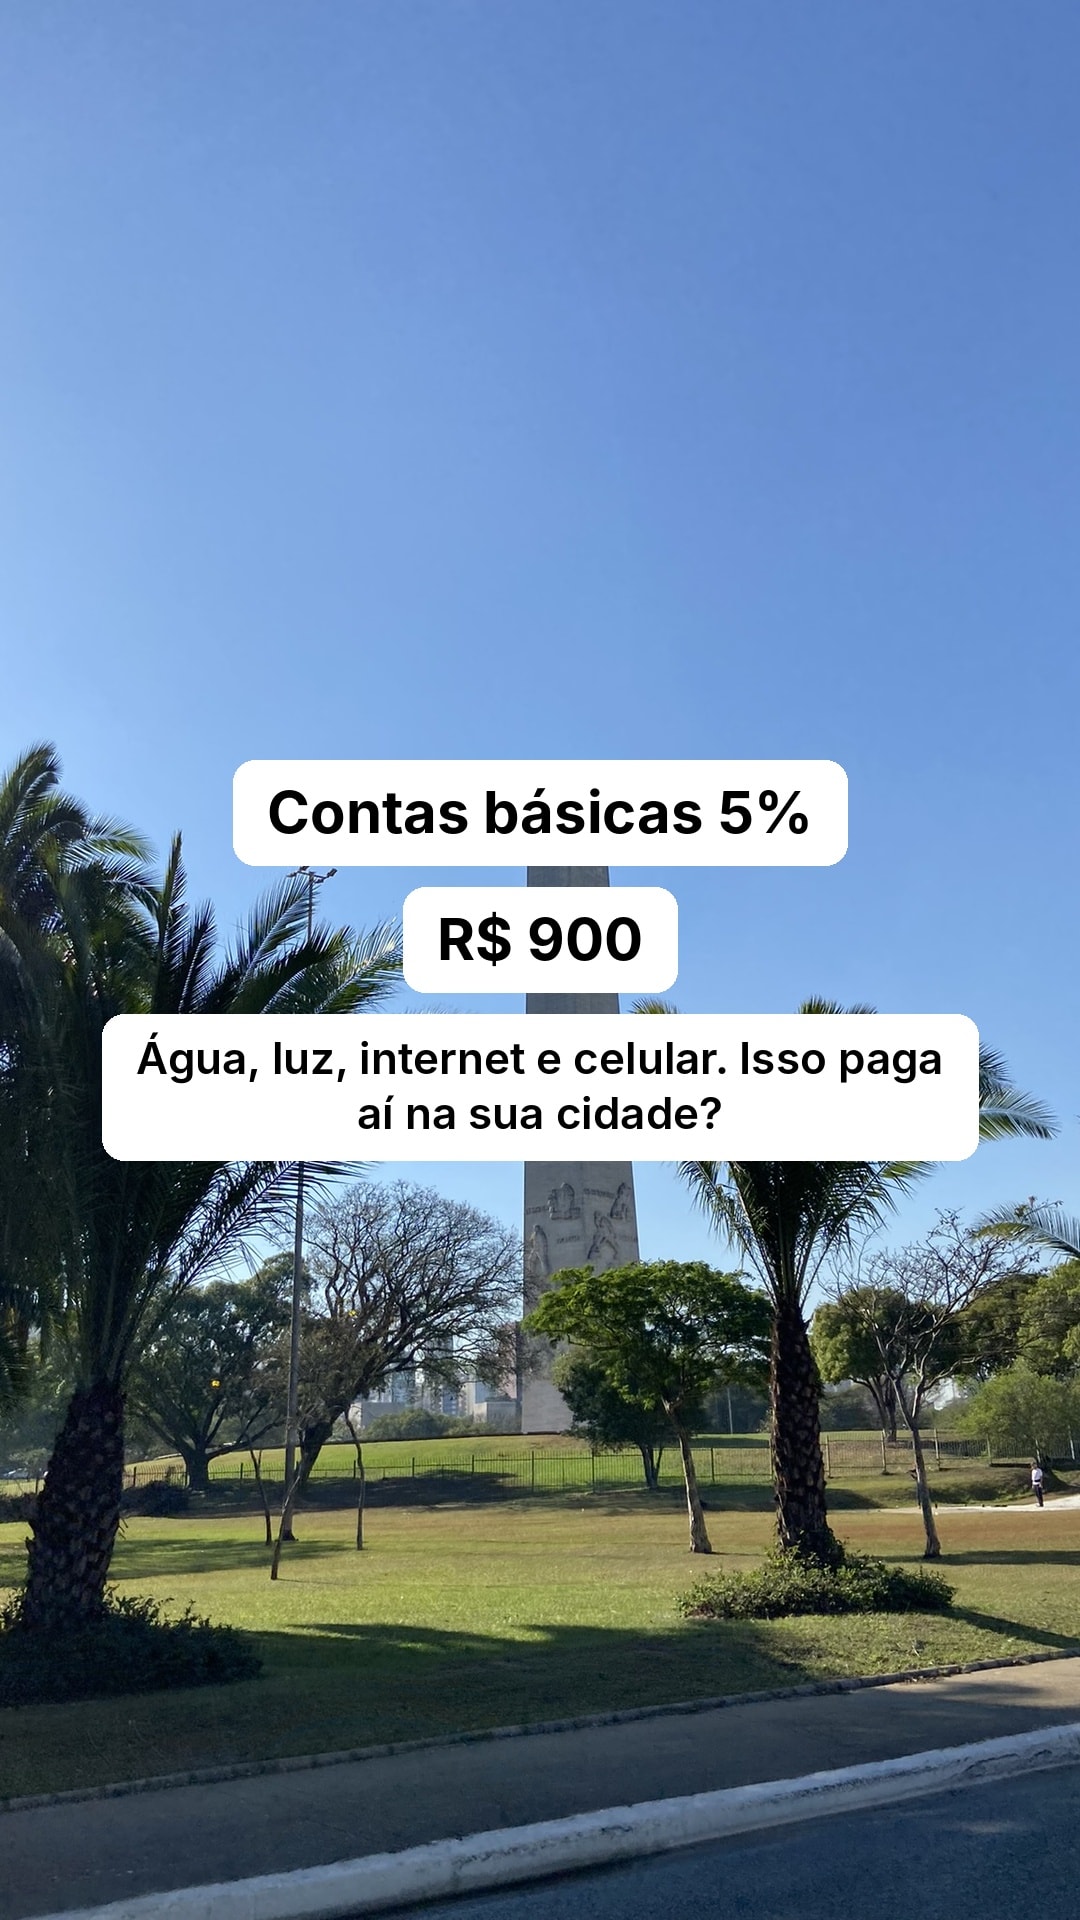 Contas básicas 5%
R$ 900
Água, luz, internet e celular. Isso paga
aí na sua cidade?